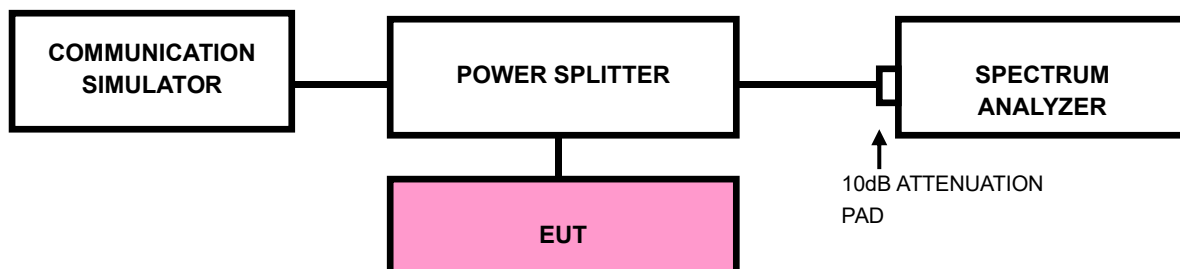 COMMUNICATION
SIMULATOR
POWER SPLITTER
SPECTRUM
ANALYZER
10dB ATTENUATION
PAD
EUT